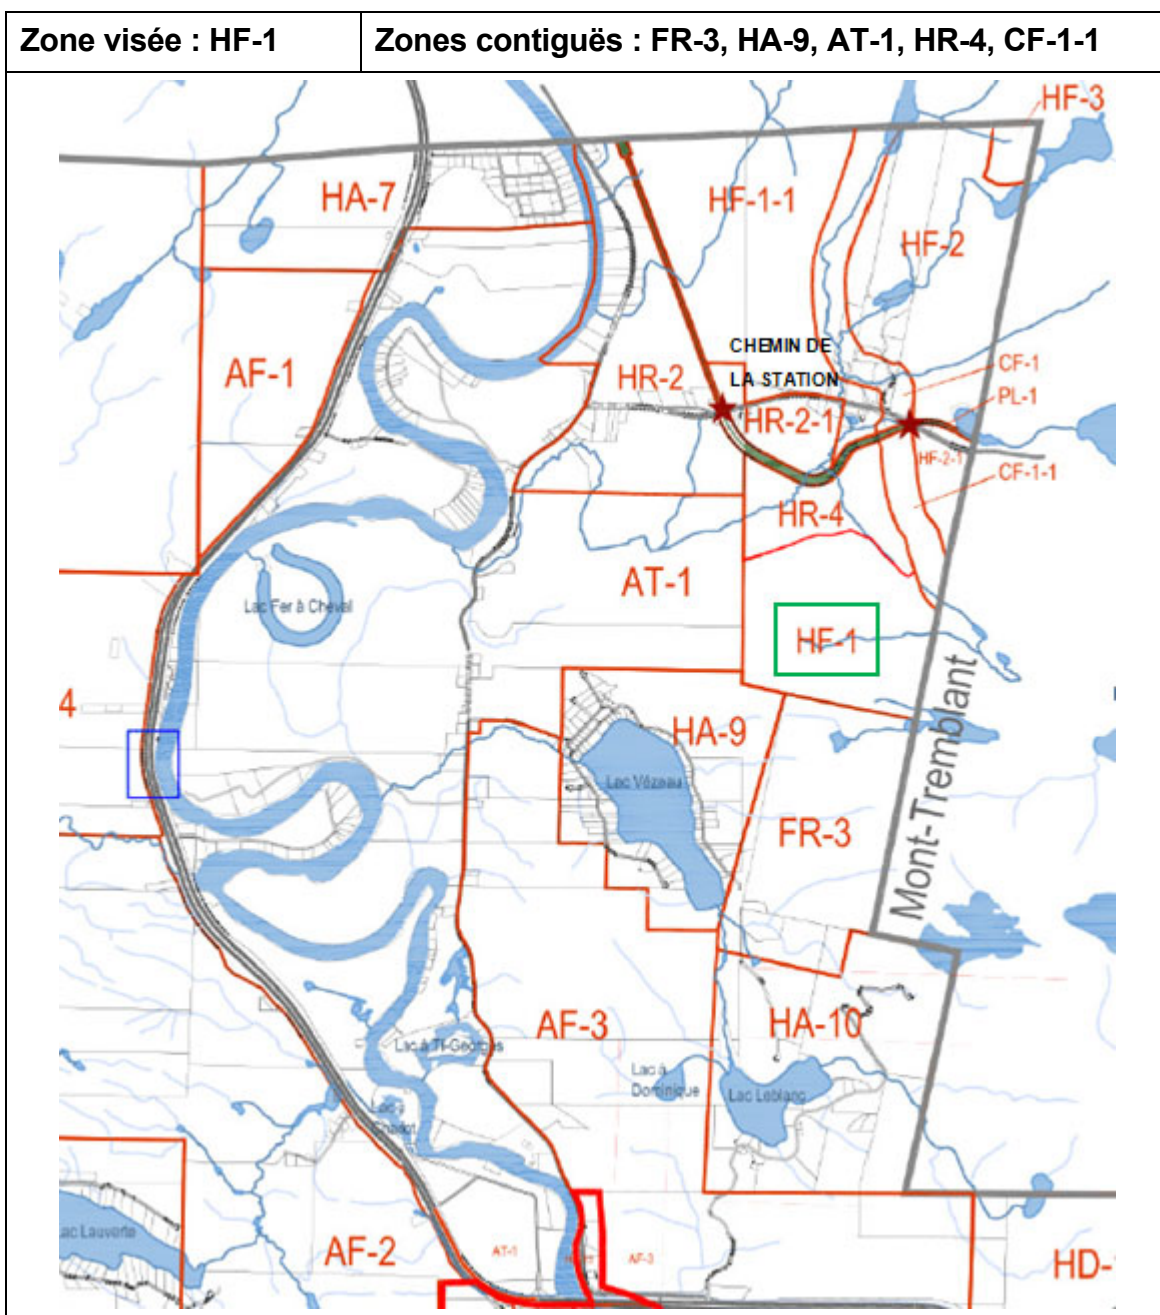 Zone visée : HF-1
Zones contiguës : FR-3, HA-9, AT-1, HR-4, CF-1-1
HF-3
HA-7
HF-1-1
HF-2
CHEMIN DE
LA STATION
CF-1
AF-1
HR-2
PL-1
HR-2-1
HF-2-1
CF-1-1
HR-4
AT-1
Lac Fer à Cheval
HF-1
4
HA-9
Lac Vézeau
Mont-Tremblant
FR-3
AF-3
HA-10
Lac à Ti-Georges
Lac à
Dominique
Lac Leblanc
Lac à
Charlot
Lac Lauverte
AF-2
AT-1
AF-3
HD-